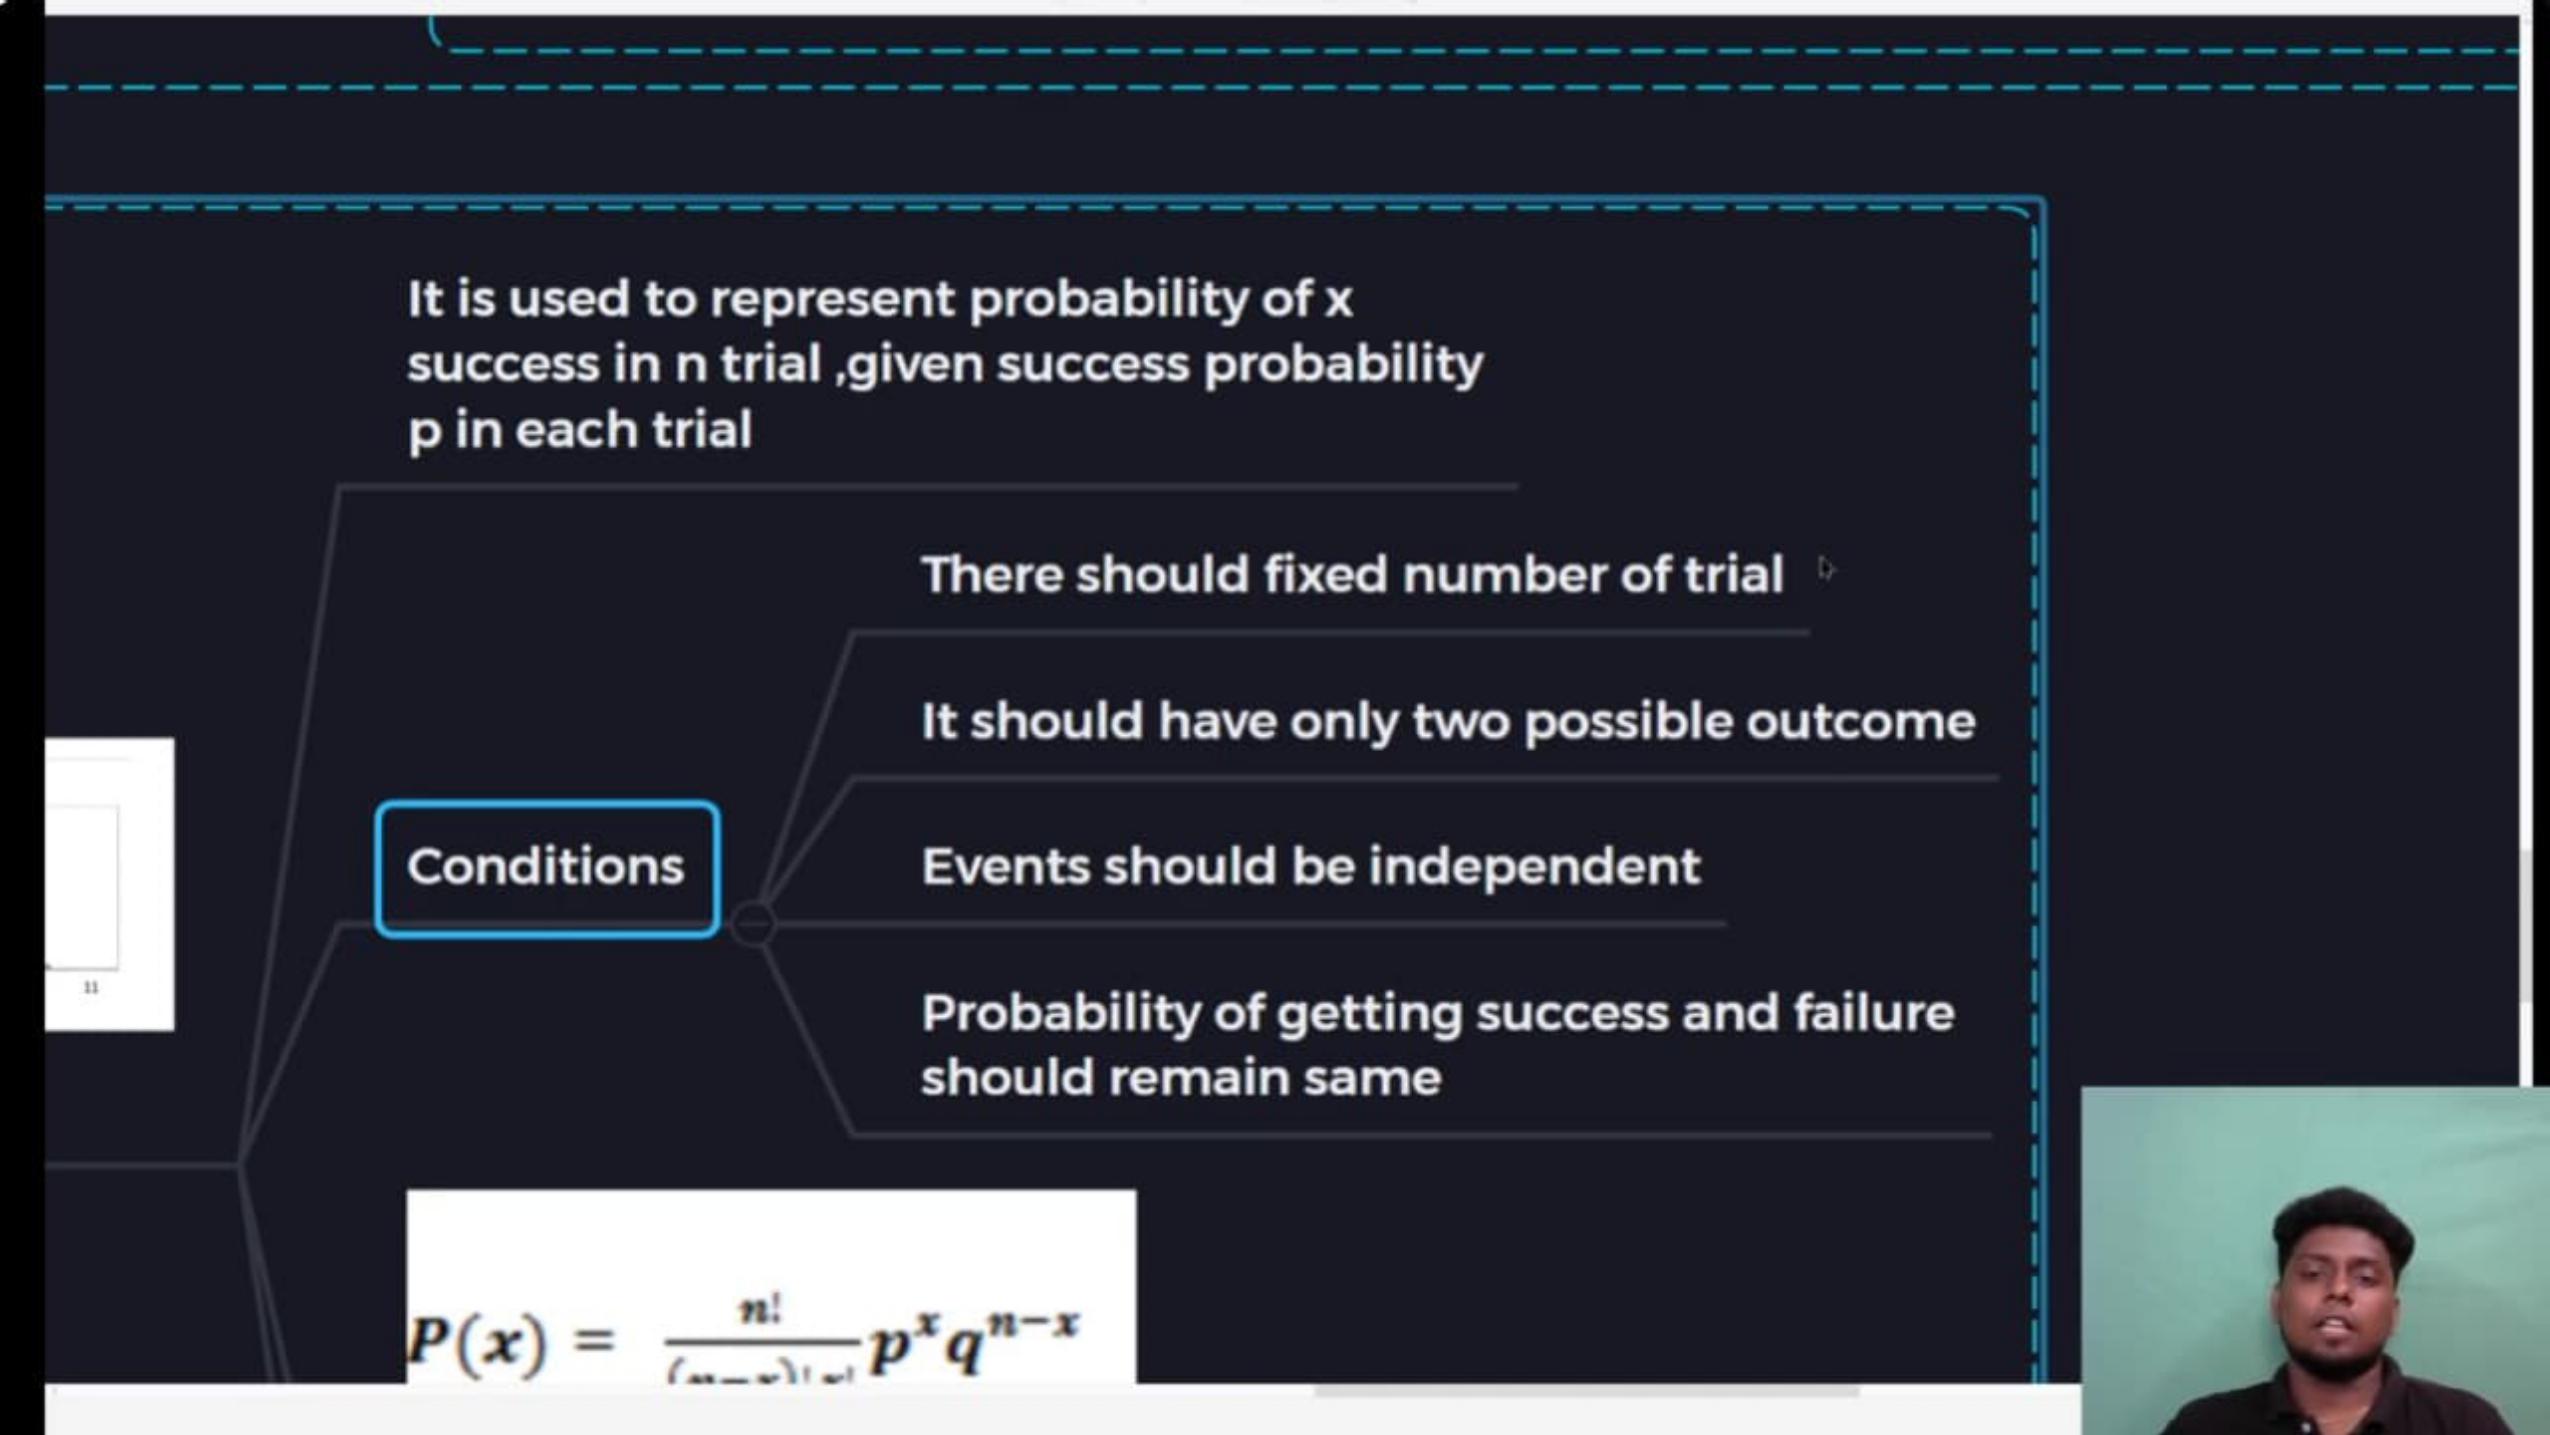 It is used to represent probability of x
success in n trial ,given success probability
p in each trial
There should fixed number of trial
It should have only two possible outcome
Conditions
Events should be independent
Probability of getting success and failure
should remain same
11
P(x) = n! / (n−x)! x! p^x q^n−x